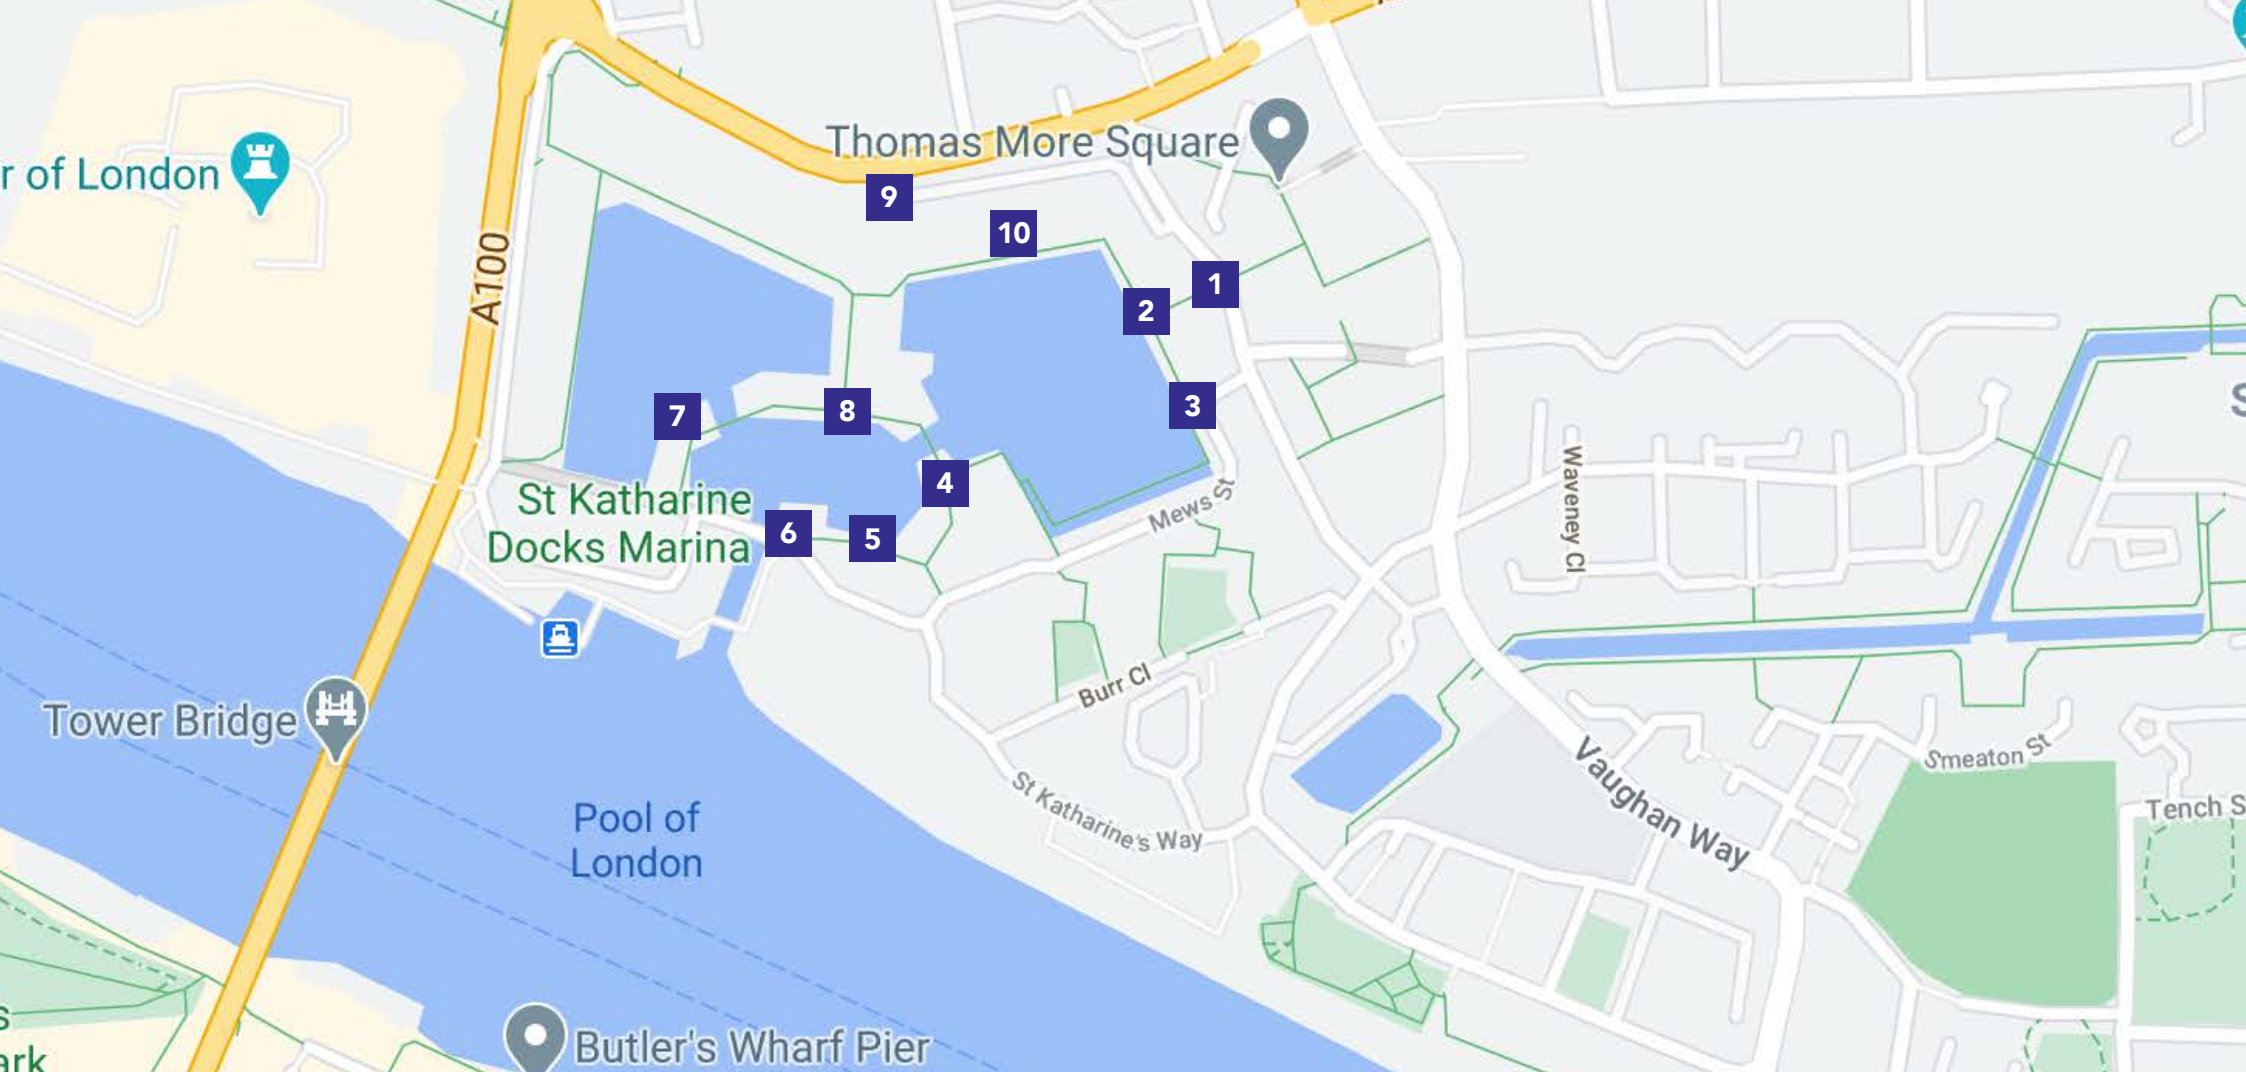 Thomas More Square
r of London
9
10
A100
1
2
7
8
3
4
St Katharine
Docks Marina
6
5
Mews St
Waveney Cl
Burr Cl
Tower Bridge
St Katharine's Way
Vaughan Way
Smeaton St
Tench S
Pool of
London
Butler's Wharf Pier
S
s
ark